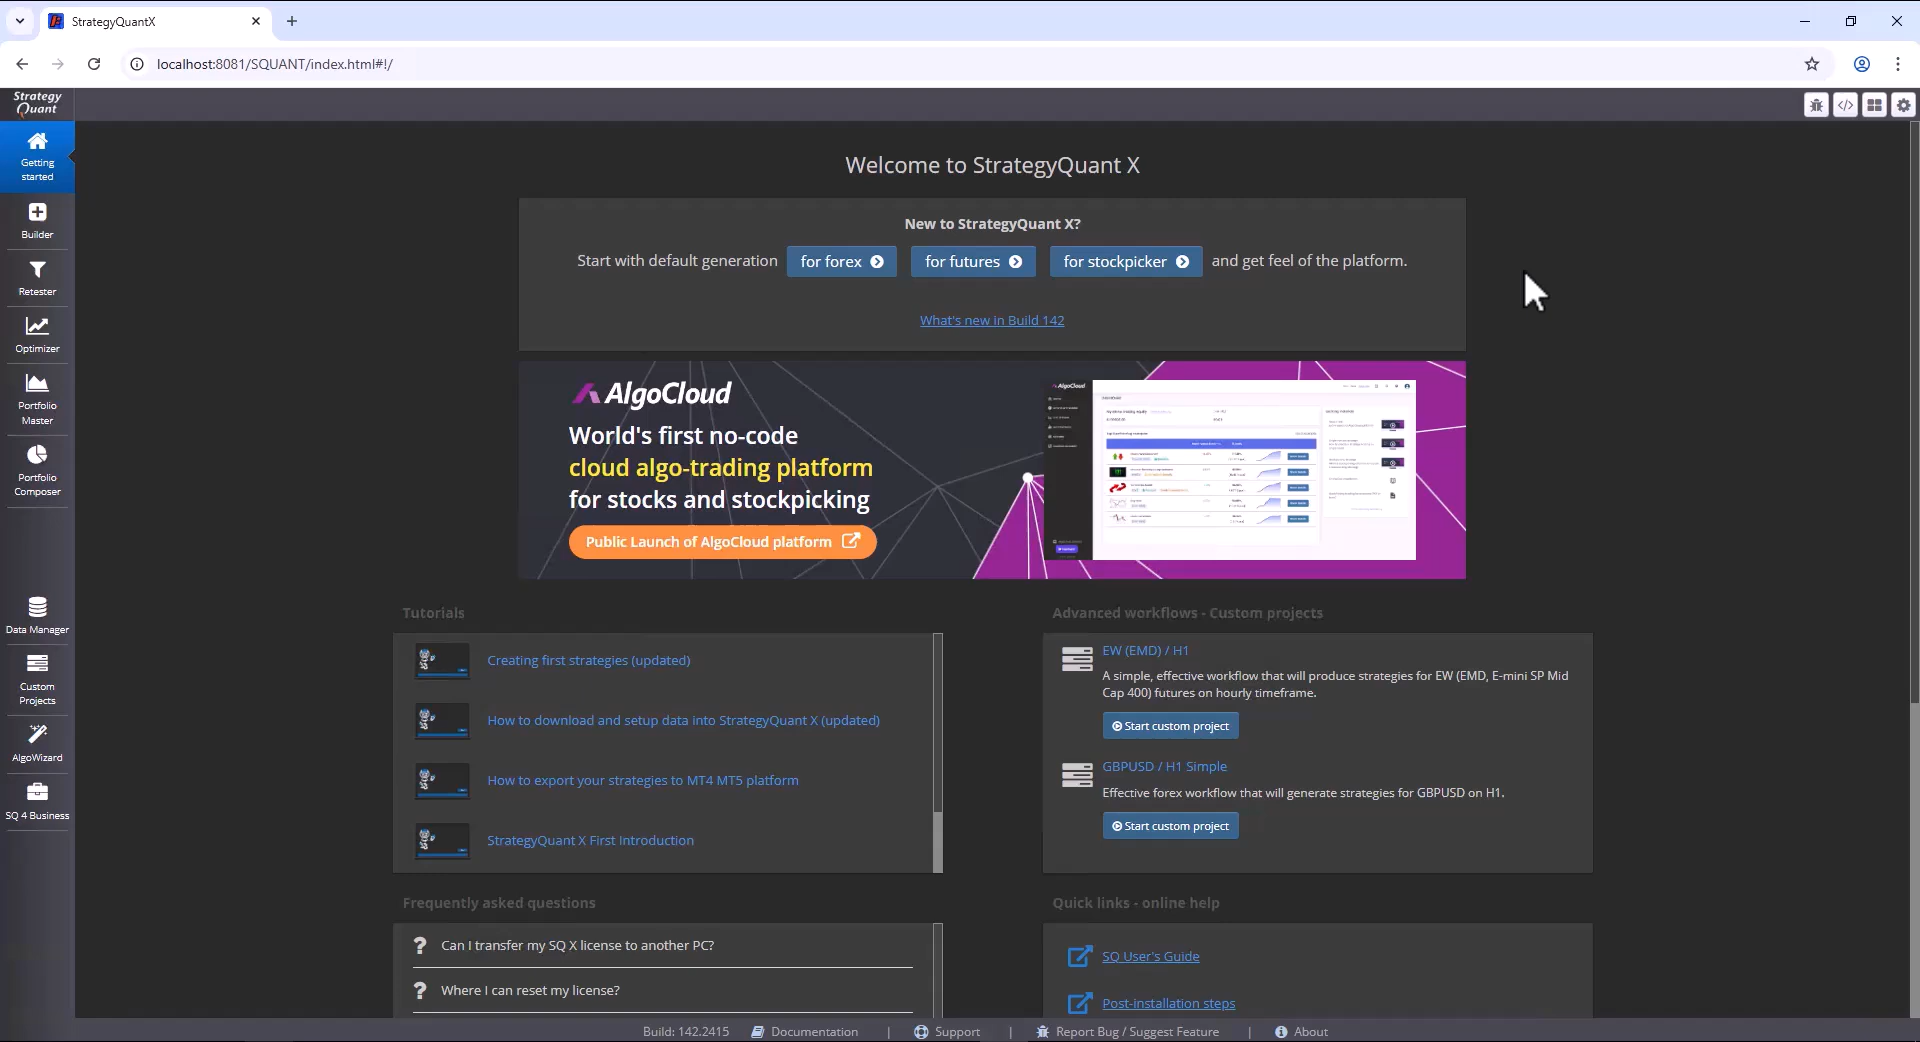 StrategyQuantX
localhost:8081/SQUANT/index.html#!/
Strategy
Quant
Getting
started
Builder
Retester
Optimizer
Portfolio
Master
Portfolio
Composer
Data Manager
Custom
Projects
AlgoWizard
SQ 4 Business
Welcome to StrategyQuant X
New to StrategyQuant X?
Start with default generation for forex for futures for stockpicker and get feel of the platform.
What's new in Build 142
AlgoCloud
World's first no-code
cloud algo-trading platform
for stocks and stockpicking
Public Launch of AlgoCloud platform
AlgoCloud
Tutorials
Creating first strategies (updated)
How to download and setup data into StrategyQuant X (updated)
How to export your strategies to MT4 MT5 platform
StrategyQuant X First Introduction
Advanced workflows - Custom projects
EW (EMD) / H1
A simple, effective workflow that will produce strategies for EW (EMD, E-mini SP Mid
Cap 400) futures on hourly timeframe.
Start custom project
GBPUSD / H1 Simple
Effective forex workflow that will generate strategies for GBPUSD on H1.
Start custom project
Frequently asked questions
? Can I transfer my SQ X license to another PC?
? Where I can reset my license?
Quick links - online help
SQ User's Guide
Post-installation steps
Build: 142.2415 Documentation | Support | Report Bug / Suggest Feature | About